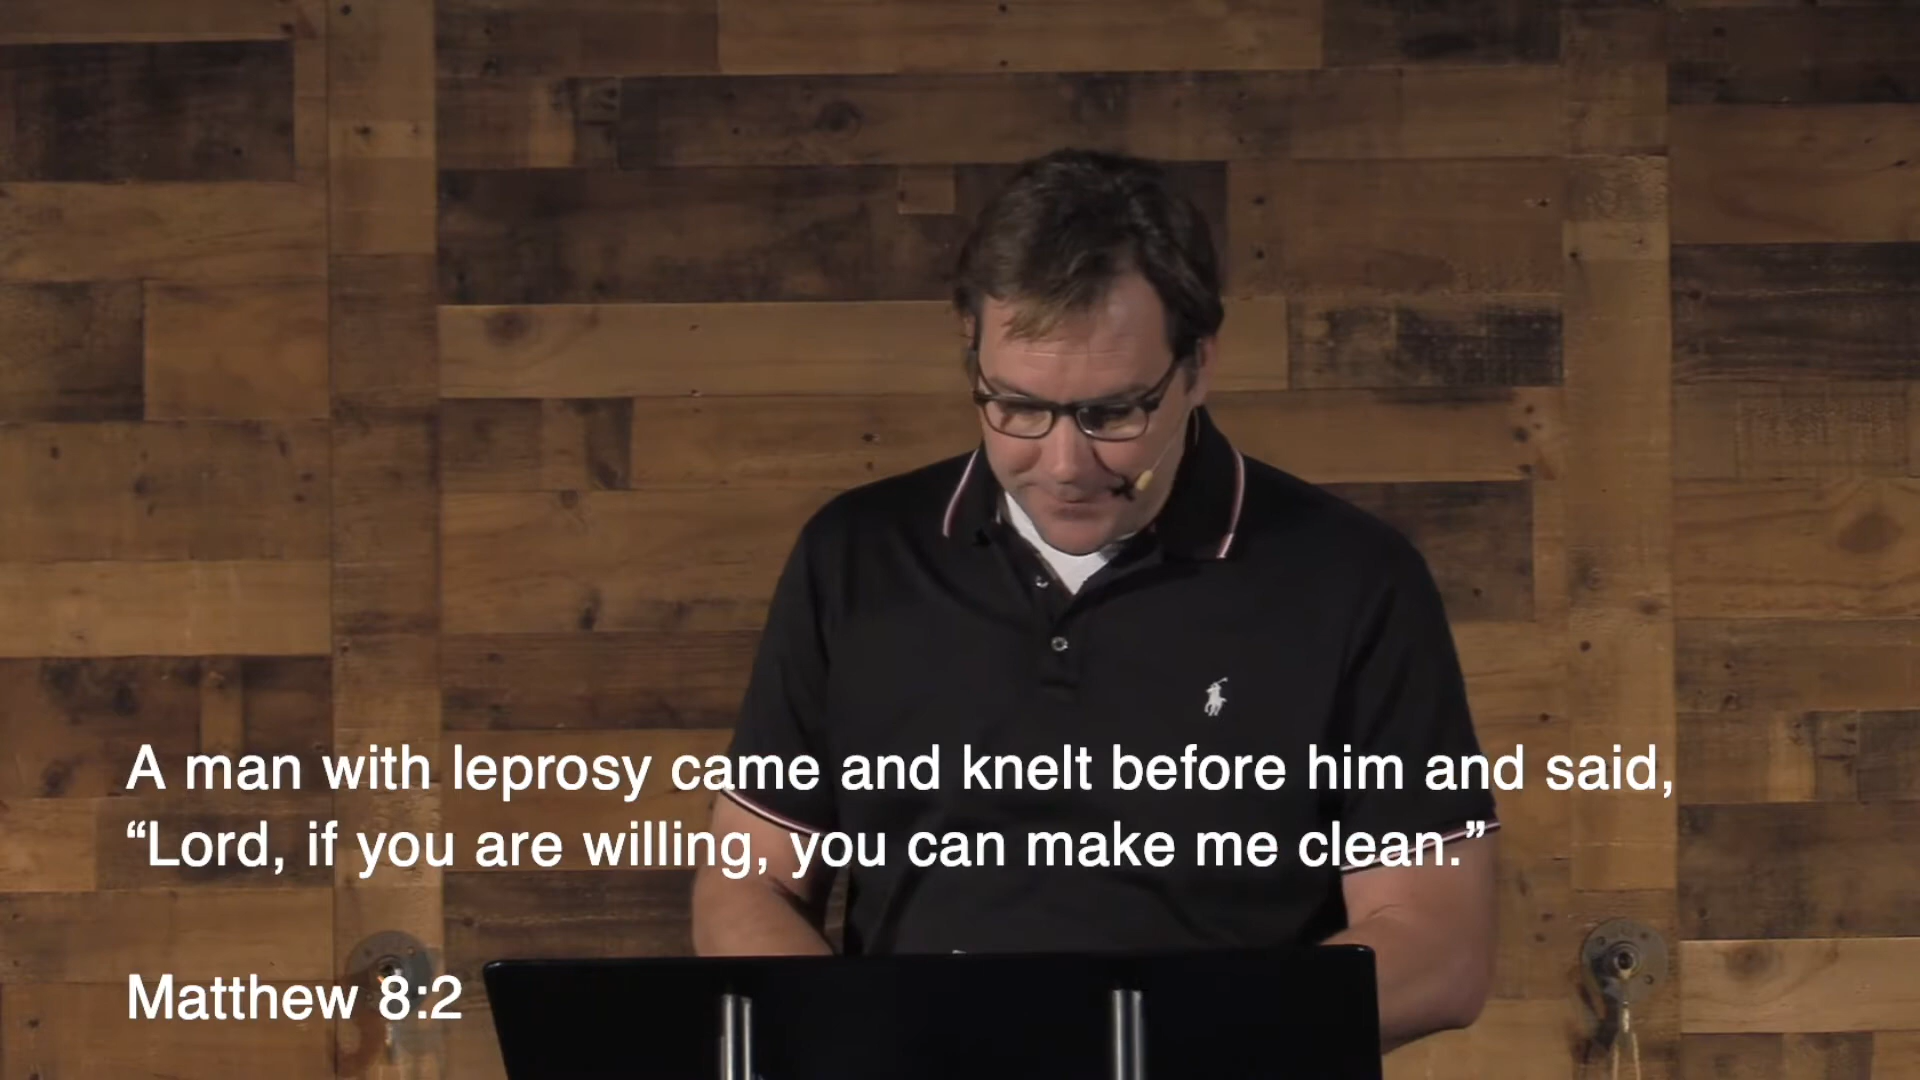 A man with leprosy came and knelt before him and said,
“Lord, if you are willing, you can make me clean.”
Matthew 8:2